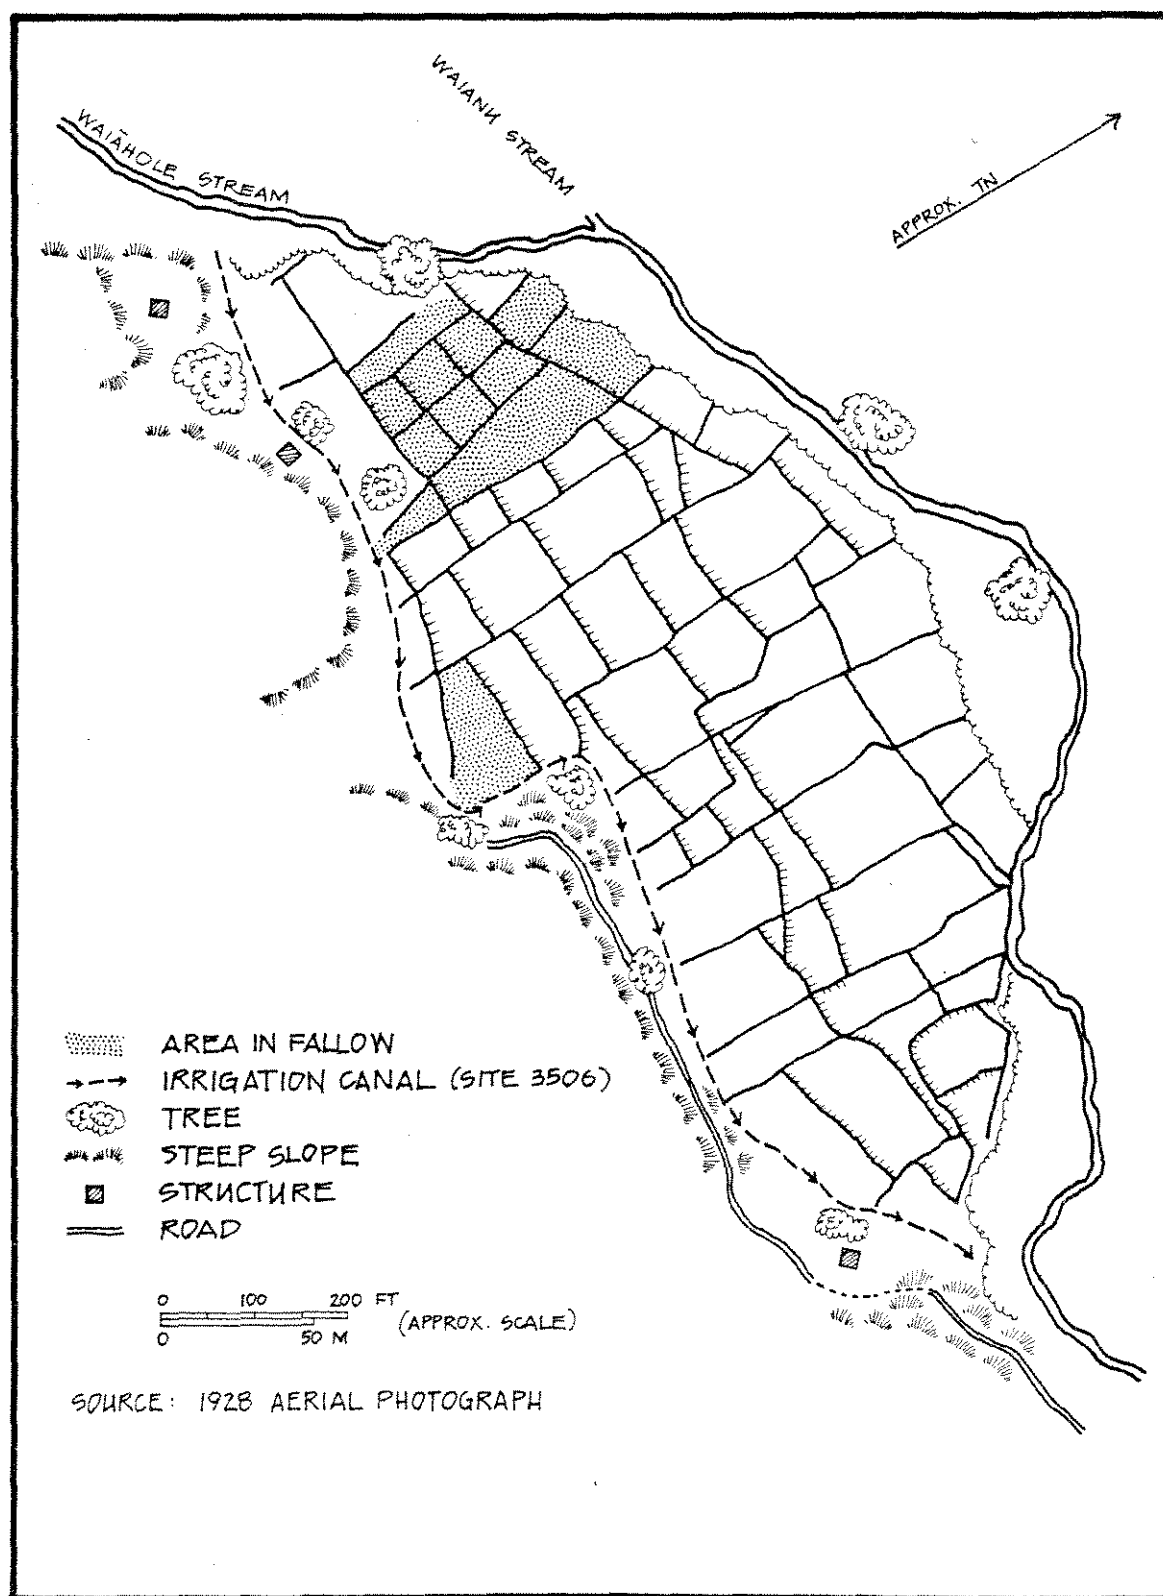 WAIĀHOLE STREAM
WAIANU STREAM
APPROX. TN
AREA IN FALLOW
IRRIGATION CANAL (SITE 3506)
TREE
STEEP SLOPE
STRUCTURE
ROAD
0 100 200 FT
(APPROX. SCALE)
0 50 M
SOURCE: 1928 AERIAL PHOTOGRAPH